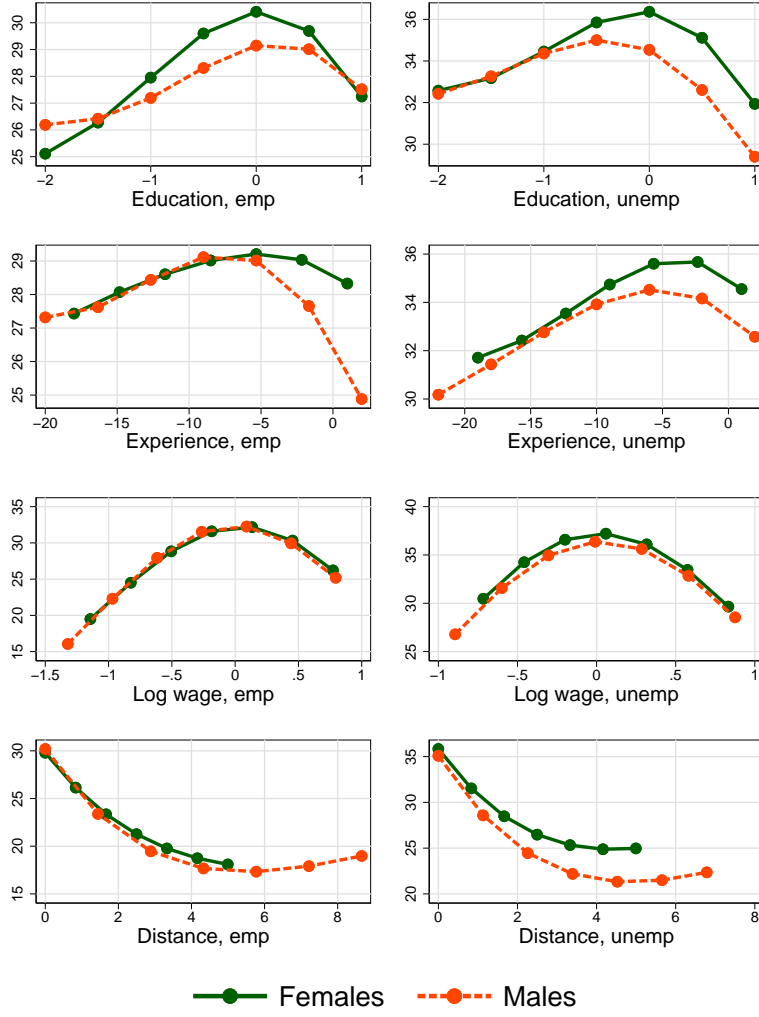 25 26 27 28 29 30
−2 −1 0 1
Education, emp
30 32 34 36
−2 −1 0 1
Education, unemp
25 26 27 28 29
−20 −15 −10 −5 0
Experience, emp
30 32 34 36
−20 −15 −10 −5 0
Experience, unemp
15 20 25 30 35
−1.5 −1 −.5 0 .5 1
Log wage, emp
25 30 35 40
−1 −.5 0 .5 1
Log wage, unemp
15 20 25 30
0 2 4 6 8
Distance, emp
20 25 30 35
0 2 4 6 8
Distance, unemp
Females Males